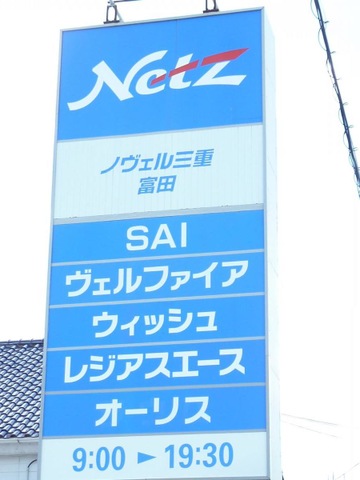 Netz
ノヴェル三重
富田
SAI
ヴェルファイア
ウィッシュ
レジアスエース
オーリス
9:00 ► 19:30